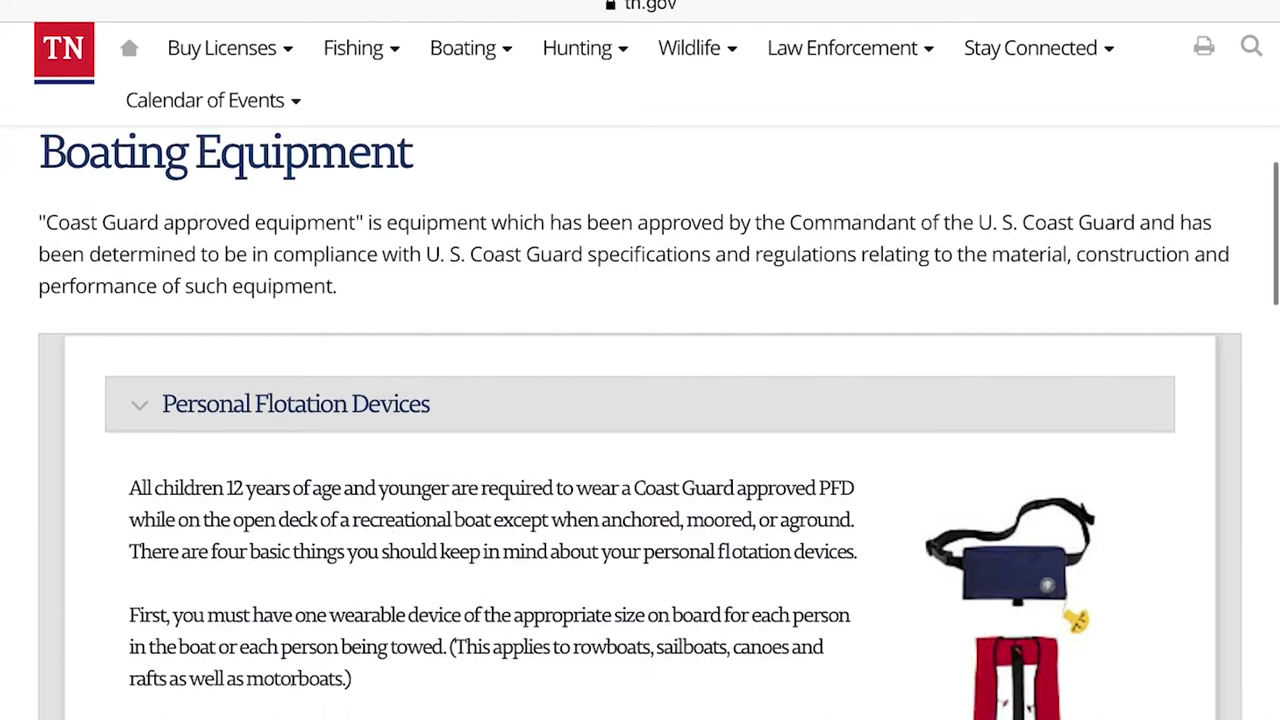 tn.gov
TN
Buy Licenses
Fishing
Boating
Hunting
Wildlife
Law Enforcement
Stay Connected
Calendar of Events
Boating Equipment
"Coast Guard approved equipment" is equipment which has been approved by the Commandant of the U. S. Coast Guard and has
been determined to be in compliance with U. S. Coast Guard specifications and regulations relating to the material, construction and
performance of such equipment.
Personal Flotation Devices
All children 12 years of age and younger are required to wear a Coast Guard approved PFD
while on the open deck of a recreational boat except when anchored, moored, or aground.
There are four basic things you should keep in mind about your personal flotation devices.
First, you must have one wearable device of the appropriate size on board for each person
in the boat or each person being towed. (This applies to rowboats, sailboats, canoes and
rafts as well as motorboats.)